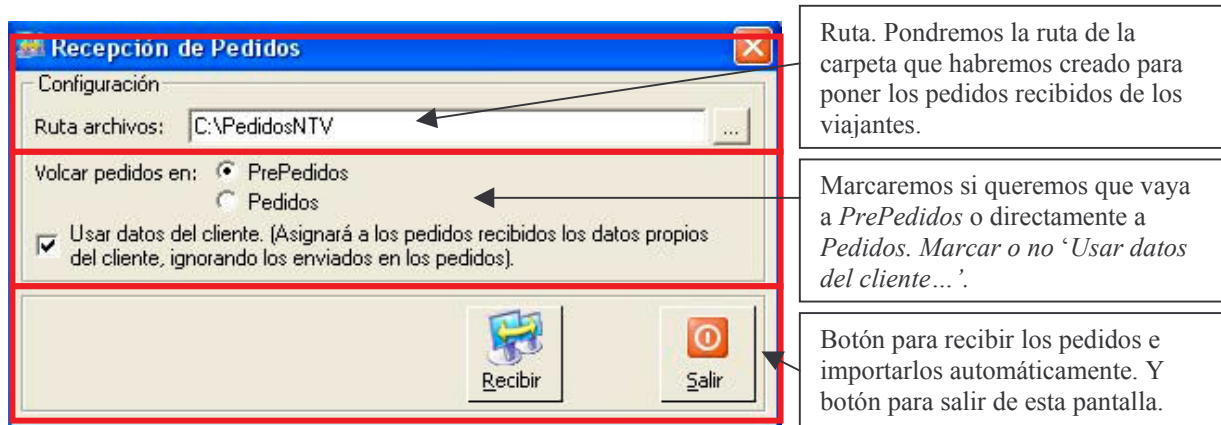 Recepción de Pedidos
Configuración
Ruta archivos: C:\PedidosNTV ...
Volcar pedidos en: PrePedidos
Pedidos
Usar datos del cliente. (Asignará a los pedidos recibidos los datos propios
del cliente, ignorando los enviados en los pedidos).
Recibir Salir
Ruta. Pondremos la ruta de la
carpeta que habremos creado para
poner los pedidos recibidos de los
viajantes.
Marcaremos si queremos que vaya
a PrePedidos o directamente a
Pedidos. Marcar o no ‘Usar datos
del cliente…’.
Botón para recibir los pedidos e
importarlos automáticamente. Y
botón para salir de esta pantalla.